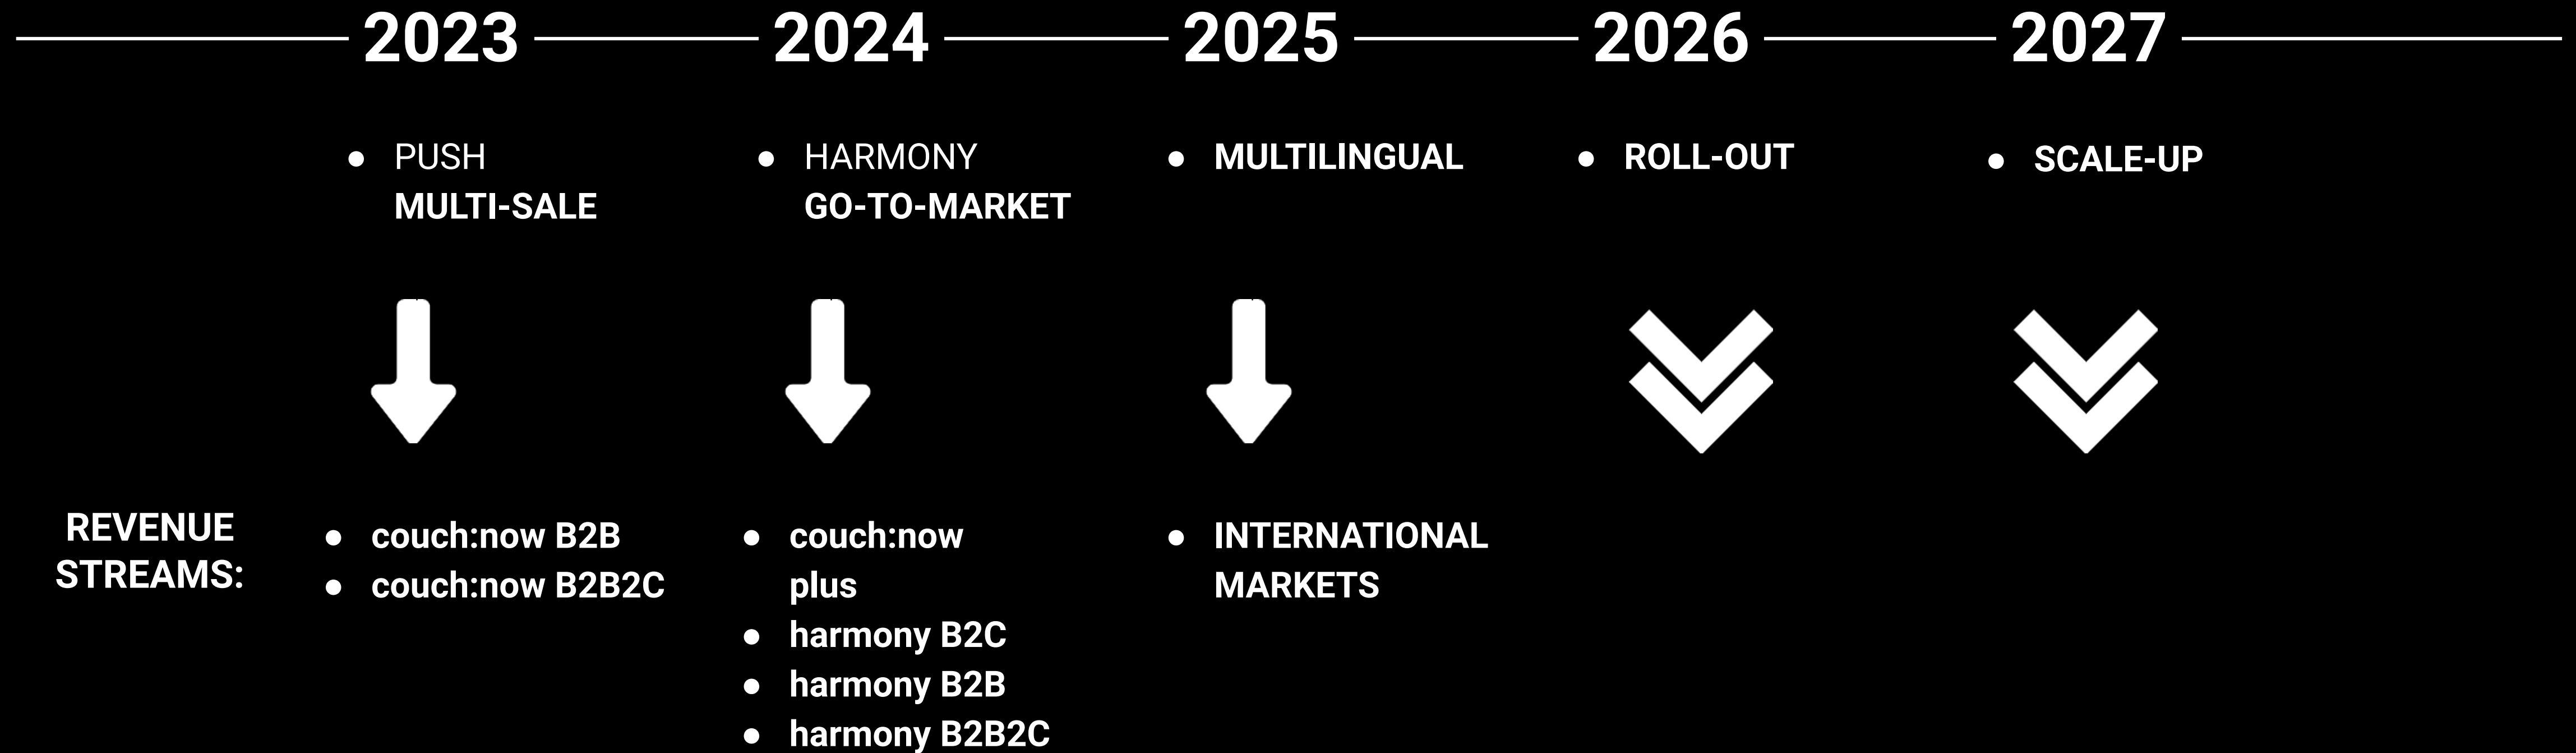 2023 2024 2025 2026 2027
PUSH
MULTI-SALE
HARMONY
GO-TO-MARKET
MULTILINGUAL
ROLL-OUT
SCALE-UP
REVENUE
STREAMS:
couch:now B2B
couch:now B2B2C
couch:now
plus
harmony B2C
harmony B2B
harmony B2B2C
INTERNATIONAL
MARKETS